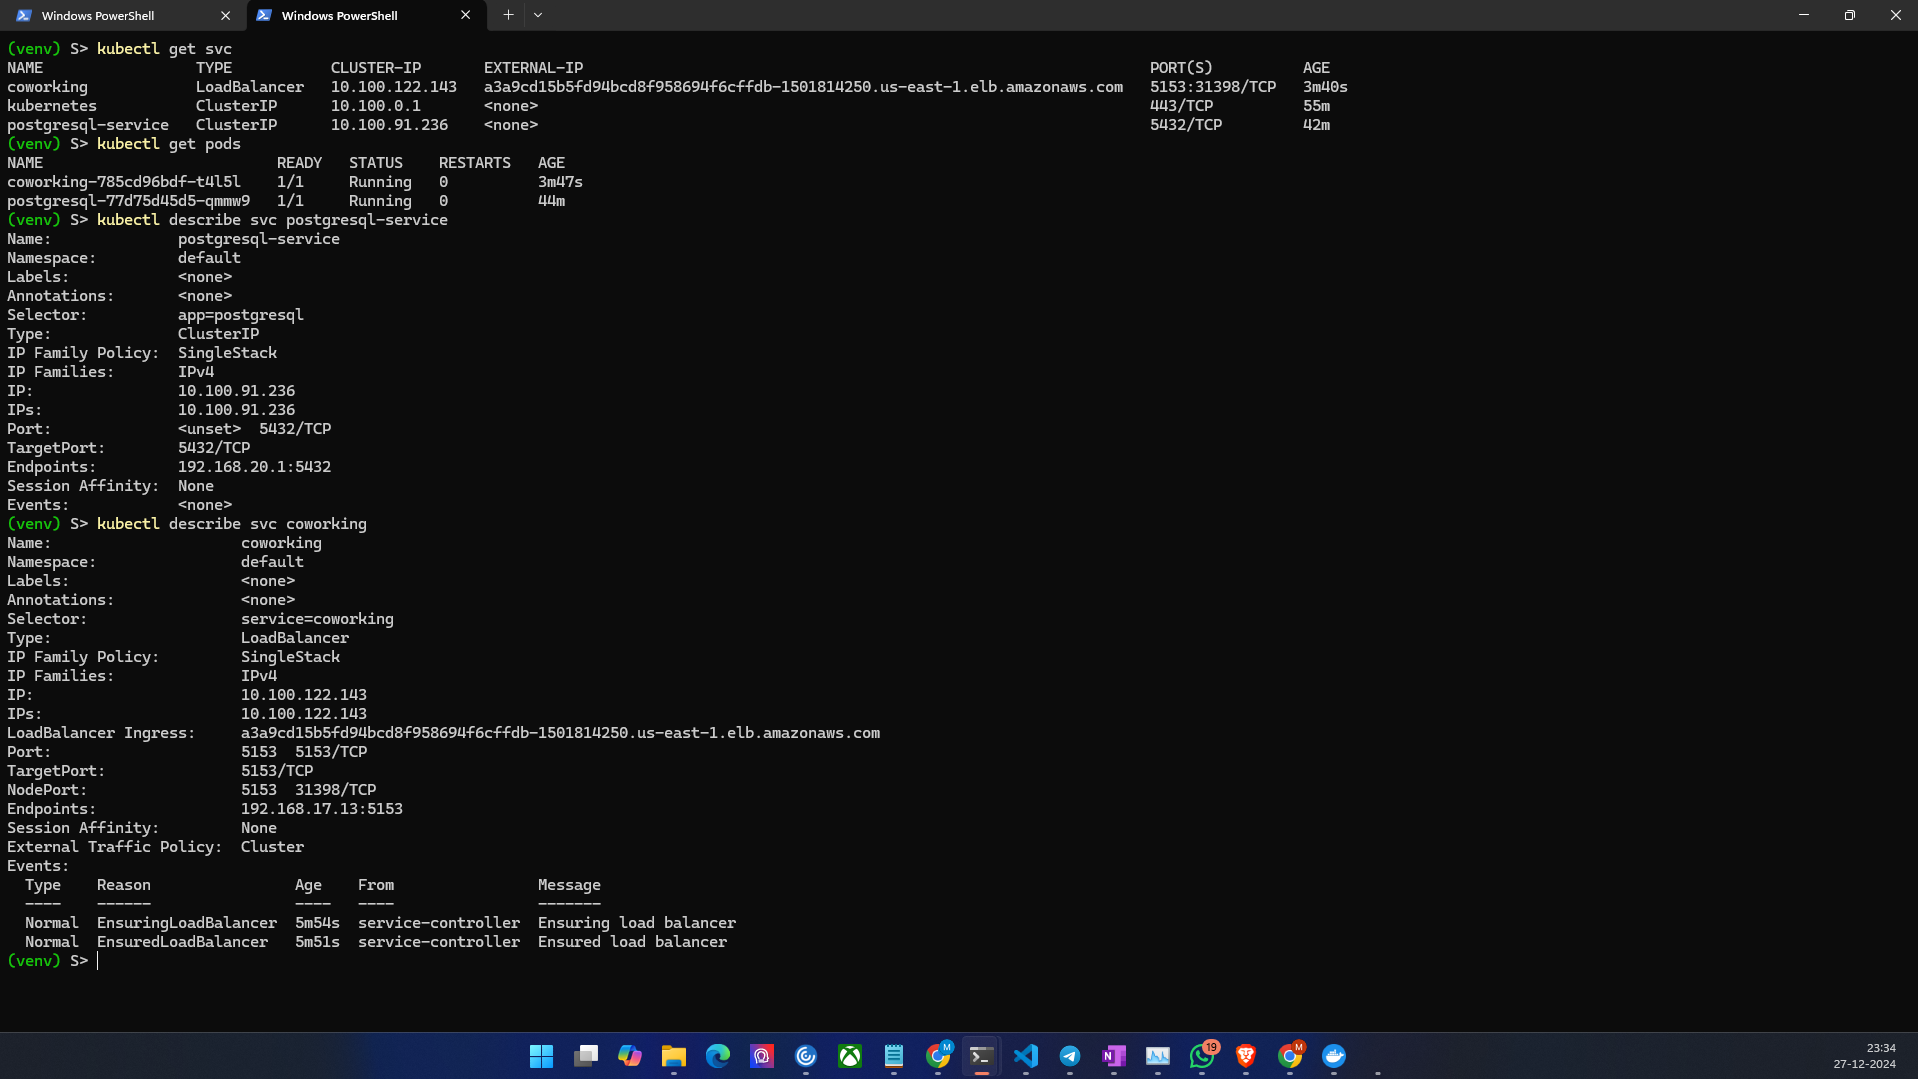 Windows PowerShell Windows PowerShell
(venv) S> kubectl get svc
NAME TYPE CLUSTER-IP EXTERNAL-IP PORT(S) AGE
coworking LoadBalancer 10.100.122.143 a3a9cd15b5fd94bcd8f958694f6cffdb-1501814250.us-east-1.elb.amazonaws.com 5153:31398/TCP 3m40s
kubernetes ClusterIP 10.100.0.1 <none> 443/TCP 55m
postgresql-service ClusterIP 10.100.91.236 <none> 5432/TCP 42m
(venv) S> kubectl get pods
NAME READY STATUS RESTARTS AGE
coworking-785cd96bdf-t4l5l 1/1 Running 0 3m47s
postgresql-77d75d45d5-qmmw9 1/1 Running 0 44m
(venv) S> kubectl describe svc postgresql-service
Name: postgresql-service
Namespace: default
Labels: <none>
Annotations: <none>
Selector: app=postgresql
Type: ClusterIP
IP Family Policy: SingleStack
IP Families: IPv4
IP: 10.100.91.236
IPs: 10.100.91.236
Port: <unset> 5432/TCP
TargetPort: 5432/TCP
Endpoints: 192.168.20.1:5432
Session Affinity: None
Events: <none>
(venv) S> kubectl describe svc coworking
Name: coworking
Namespace: default
Labels: <none>
Annotations: <none>
Selector: service=coworking
Type: LoadBalancer
IP Family Policy: SingleStack
IP Families: IPv4
IP: 10.100.122.143
IPs: 10.100.122.143
LoadBalancer Ingress: a3a9cd15b5fd94bcd8f958694f6cffdb-1501814250.us-east-1.elb.amazonaws.com
Port: 5153 5153/TCP
TargetPort: 5153/TCP
NodePort: 5153 31398/TCP
Endpoints: 192.168.17.13:5153
Session Affinity: None
External Traffic Policy: Cluster
Events:
Type Reason Age From Message
---- ------ ---- ---- -------
Normal EnsuringLoadBalancer 5m54s service-controller Ensuring load balancer
Normal EnsuredLoadBalancer 5m51s service-controller Ensured load balancer
(venv) S>
M N 19 M
23:34
27-12-2024